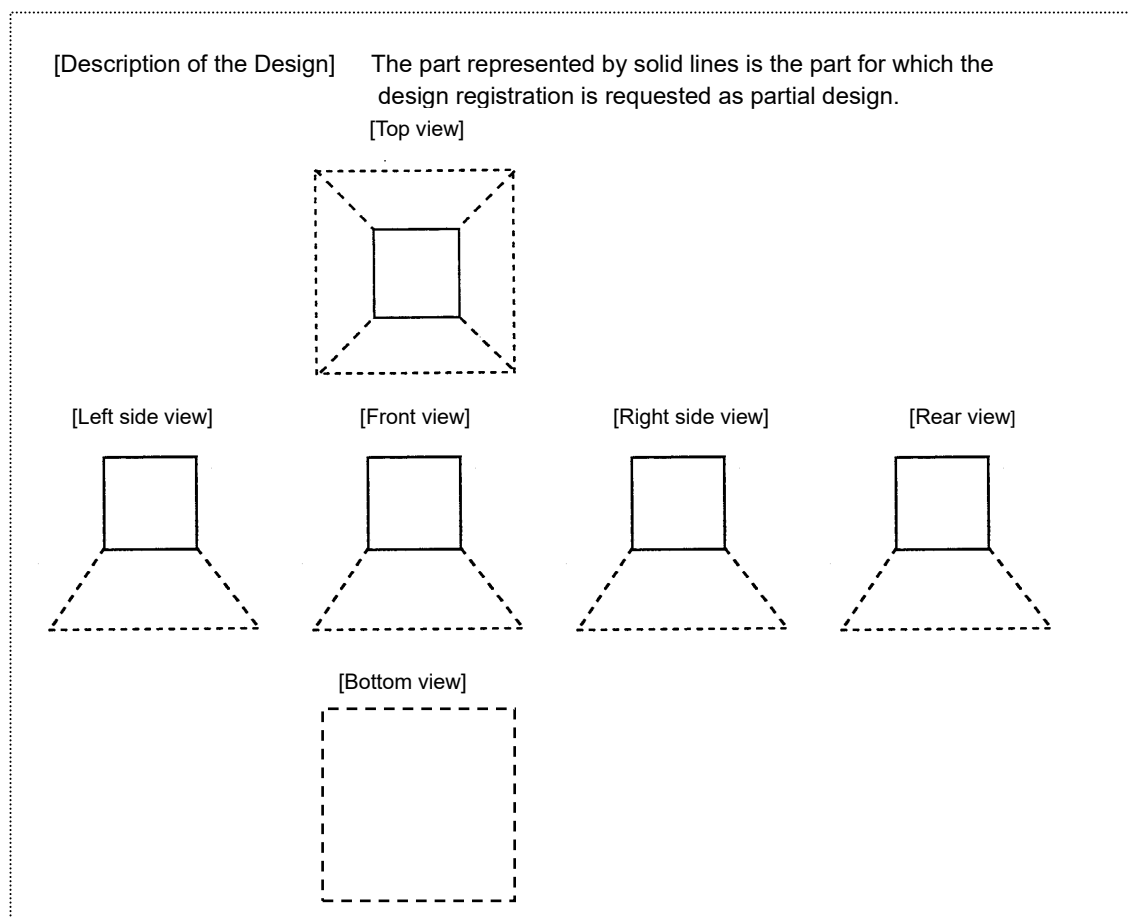 [Description of the Design] The part represented by solid lines is the part for which the
design registration is requested as partial design.
[Top view]
[Left side view] [Front view] [Right side view] [Rear view]
[Bottom view]